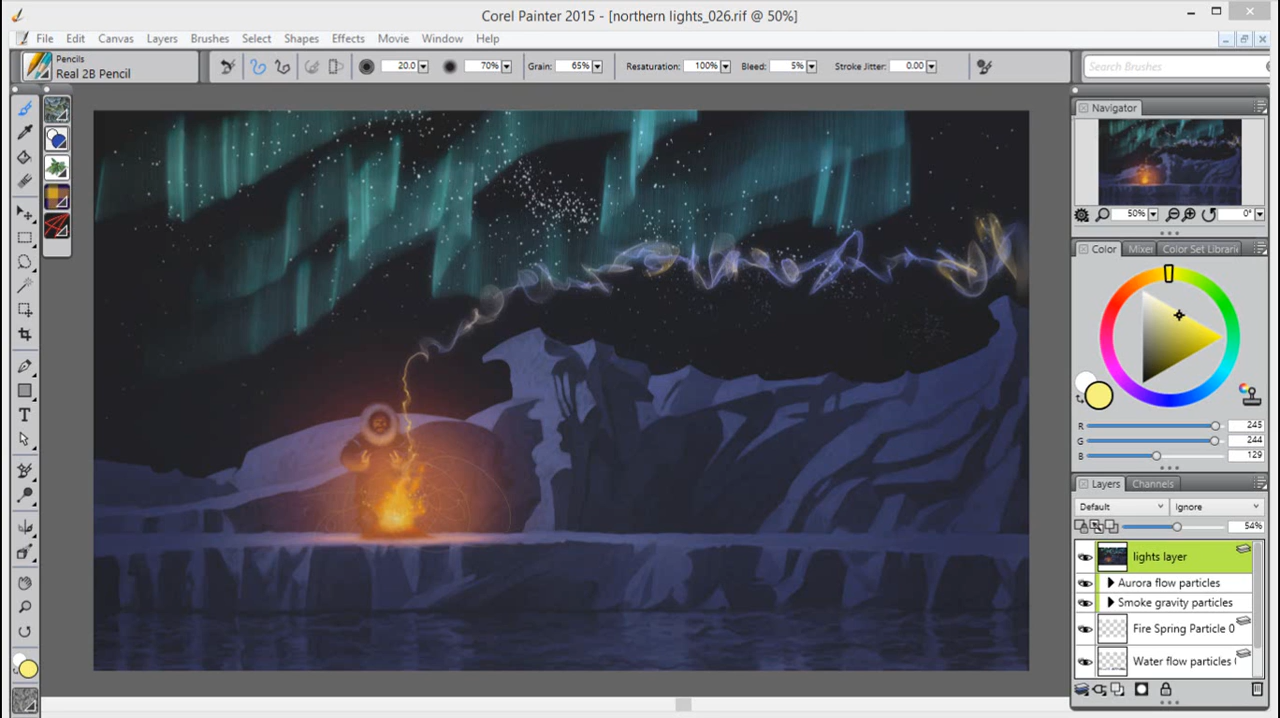 Corel Painter 2015 - [northern lights_026.rif @ 50%]
File Edit Canvas Layers Brushes Select Shapes Effects Movie Window Help
Pencils
Real 2B Pencil
20.0 70% Grain: 65% Resaturation: 100% Bleed: 5% Stroke Jitter: 0.00
Search Brushes
Navigator
50% 0°
Color Mixer Color Set Librari
R 245
G 244
B 129
T
Layers Channels
Default Ignore
54%
lights layer
Aurora flow particles
Smoke gravity particles
Fire Spring Particle 0
Water flow particles